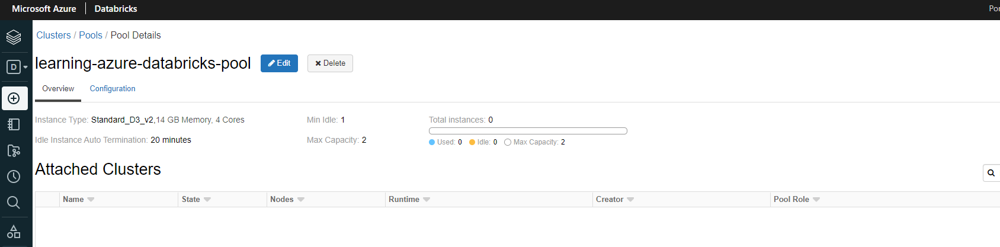 Microsoft Azure Databricks Por
Clusters / Pools / Pool Details
D
learning-azure-databricks-pool Edit Delete
Overview Configuration
Instance Type: Standard_D3_v2,14 GB Memory, 4 Cores Min Idle: 1 Total instances: 0
Idle Instance Auto Termination: 20 minutes Max Capacity: 2 Used: 0 Idle: 0 Max Capacity: 2
Attached Clusters
Name State Nodes Runtime Creator Pool Role